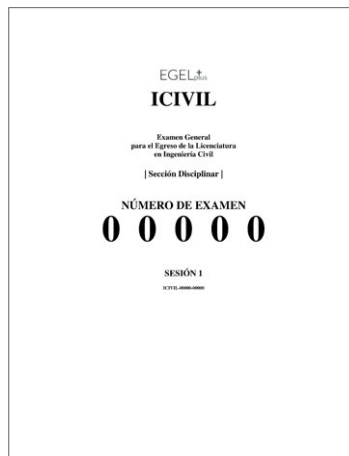 EGEL+plus
ICIVIL
Examen General
para el Egreso de la Licenciatura
en Ingeniería Civil
| Sección Disciplinar |
NÚMERO DE EXAMEN
0 0 0 0 0
SESIÓN 1
ICIVIL-00000-00000